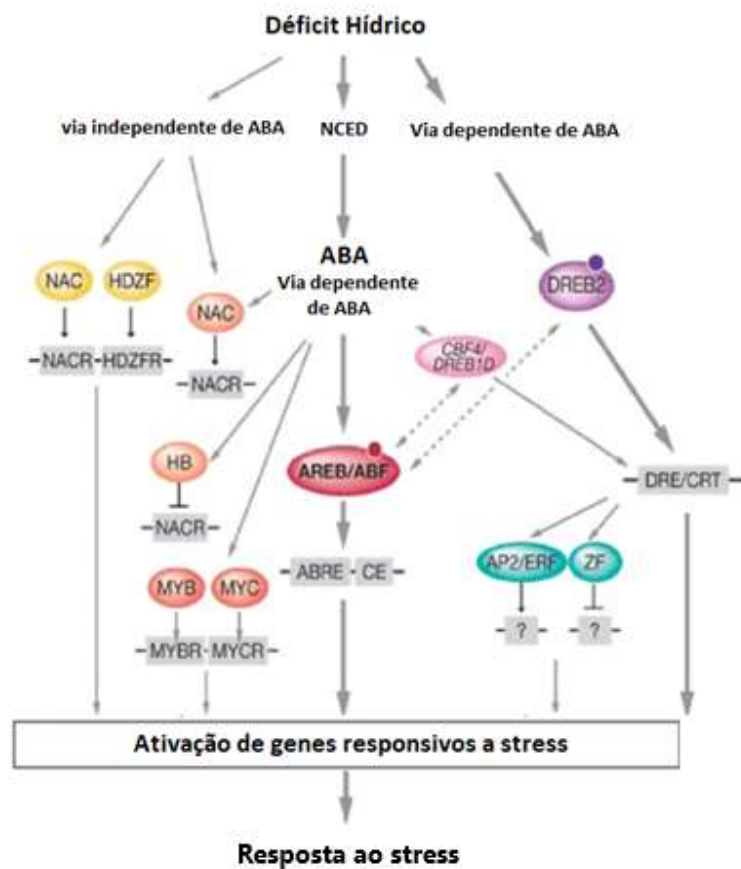 Déficit Hídrico
via independente de ABA
NCED
Via dependente de ABA
ABA
Via dependente
de ABA
NAC
HDZF
NAC
DREB2
CBF4/
DREB1D
NACR
HDZFR
NACR
HB
AREB/ABF
DRE/CRT
NACR
ABRE
CE
AP2/ERF
ZF
MYB
MYC
?
?
MYBR
MYCR
Ativação de genes responsivos a stress
Resposta ao stress